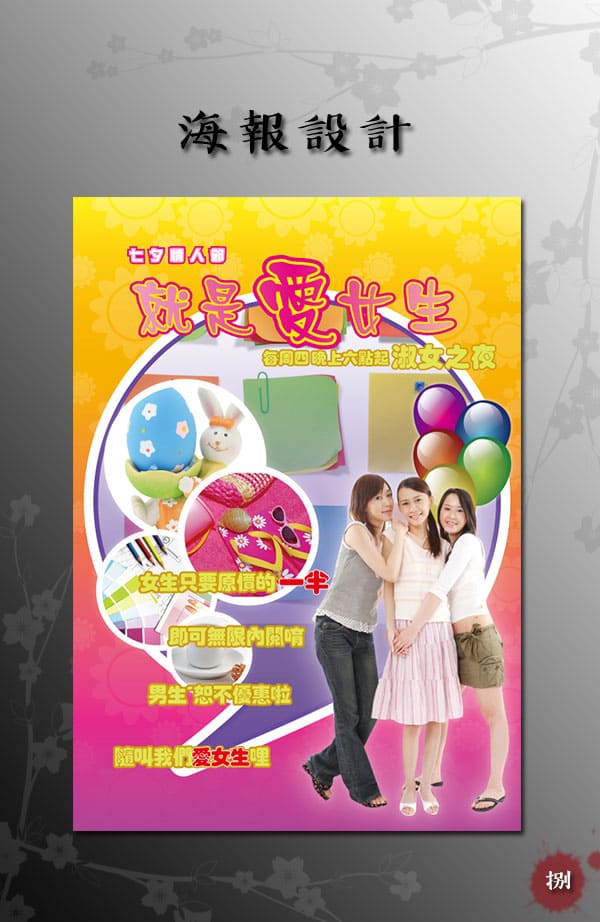 海報設計
七夕情人節
就是愛女生
每周四晚上六點起 淑女之夜
女生只要原價的 一半
即可無限內閣唷
男生~恕不優惠啦
隨叫我們愛女生哩
捌